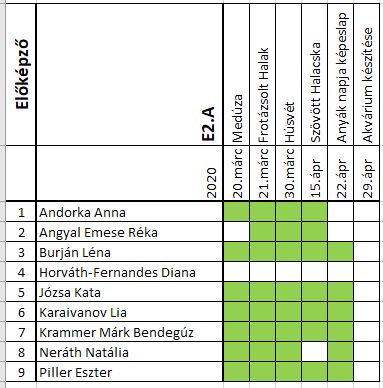 Előképző
E2.A
2020
20.márc Medúza
21.márc Frotázsolt Halak
30.márc Húsvét
15.ápr Szövött Halacska
22.ápr Anyák napja képeslap
29.ápr Akvárium készítése
1 Andorka Anna
2 Angyal Emese Réka
3 Burján Léna
4 Horváth-Fernandes Diana
5 Józsa Kata
6 Karaivanov Lia
7 Krammer Márk Bendegúz
8 Neráth Natália
9 Piller Eszter